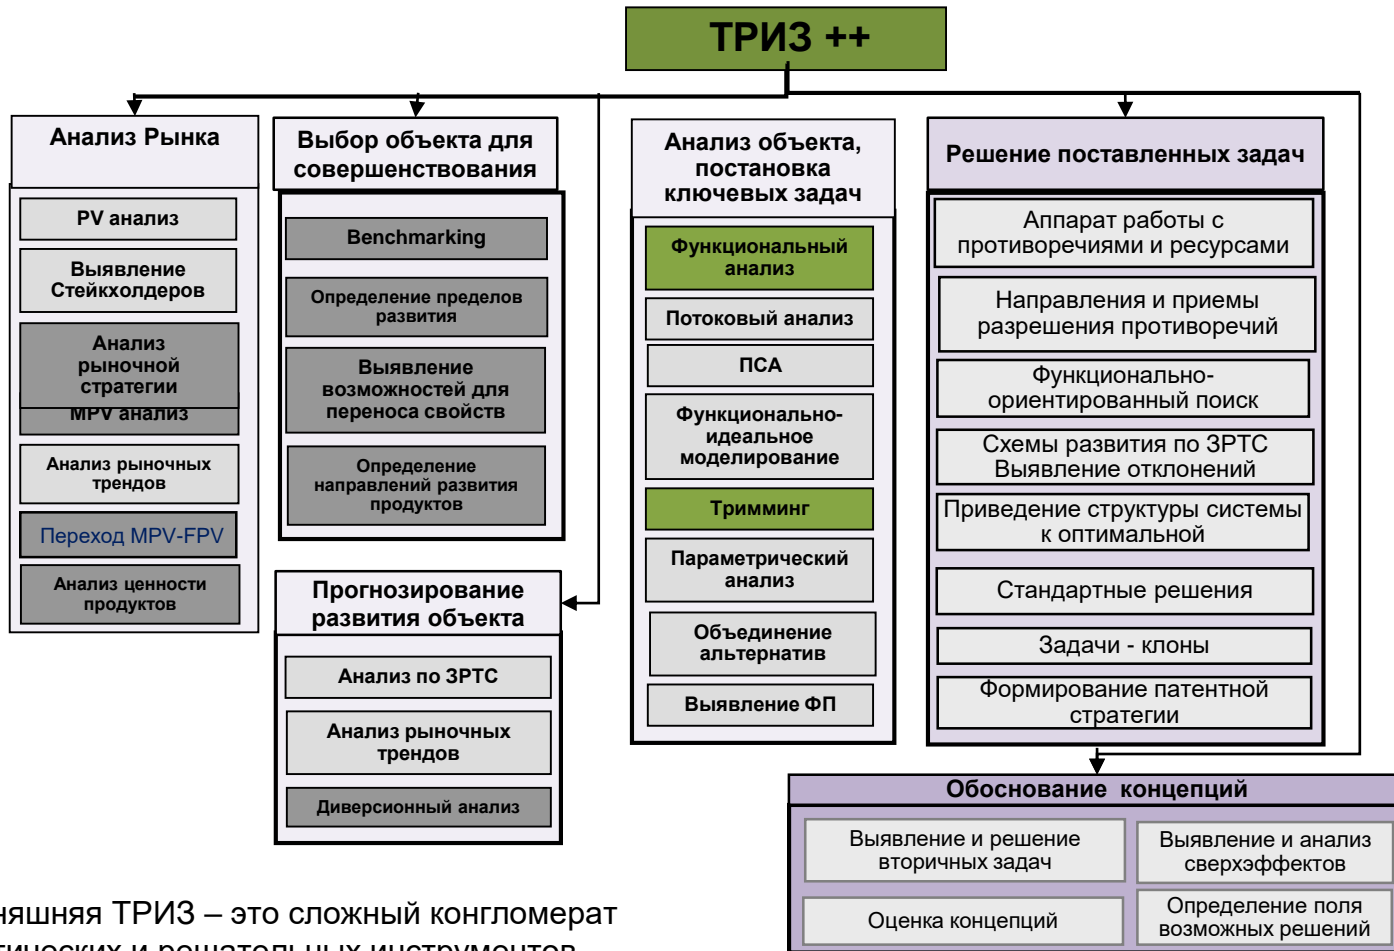 ТРИЗ ++
Анализ Рынка
PV анализ
Выявление
Стейкхолдеров
Анализ
рыночной
стратегии
MPV анализ
Анализ рыночных
трендов
Переход MPV-FPV
Анализ ценности
продуктов
Выбор объекта для
совершенствования
Benchmarking
Определение пределов
развития
Выявление
возможностей для
переноса свойств
Определение
направлений развития
продуктов
Прогнозирование
развития объекта
Анализ по ЗРТС
Анализ рыночных
трендов
Диверсионный анализ
Анализ объекта,
постановка
ключевых задач
Функциональный
анализ
Потоковый анализ
ПСА
Функционально-
идеальное
моделирование
Тримминг
Параметрический
анализ
Объединение
альтернатив
Выявление ФП
Решение поставленных задач
Аппарат работы с
противоречиями и ресурсами
Направления и приемы
разрешения противоречий
Функционально-
ориентированный поиск
Схемы развития по ЗРТС
Выявление отклонений
Приведение структуры системы
к оптимальной
Стандартные решения
Задачи - клоны
Формирование патентной
стратегии
Обоснование концепций
Выявление и решение
вторичных задач
Выявление и анализ
сверхэффектов
Оценка концепций
Определение поля
возможных решений
няшняя ТРИЗ – это сложный конгломерат
тических и решательных инструментов